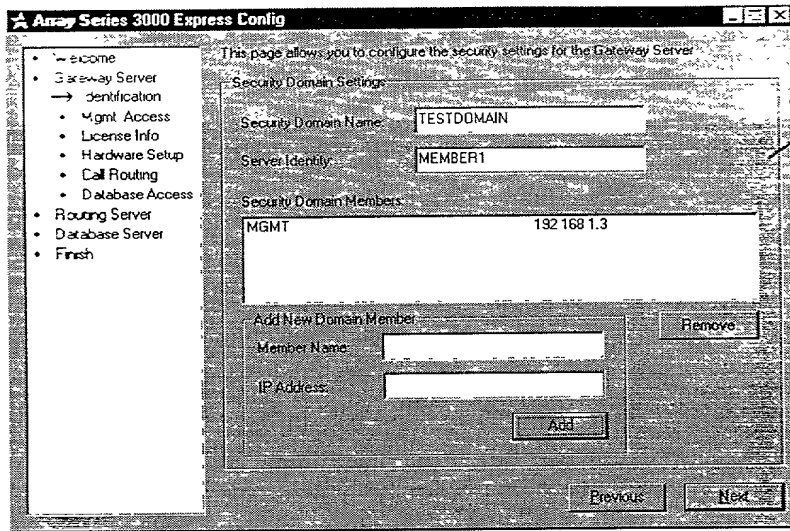 Array Series 3000 Express Config
Welcome
Gateway Server
Identification
Mgmt Access
License Info
Hardware Setup
Call Routing
Database Access
Routing Server
Database Server
Finish
This page allows you to configure the security settings for the Gateway Server
Security Domain Settings
Security Domain Name: TESTDOMAIN
Server Identity: MEMBER1
Security Domain Members:
MGMT 192.168.1.3
Remove
Add New Domain Member
Member Name:
IP Address:
Add
Previous Next